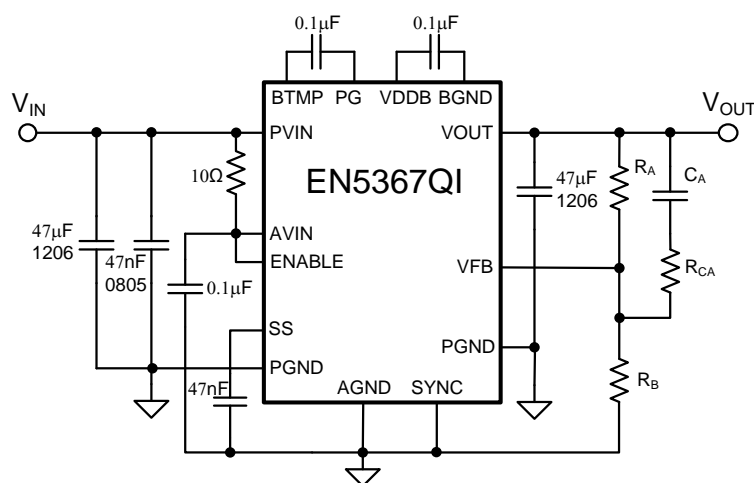 0.1µF
0.1µF
BTMP PG VDDB BGND
VIN
VOUT
PVIN
VOUT
EN5367QI
10Ω
47µF
1206
RA
CA
47µF
1206
47nF
0805
AVIN
ENABLE
VFB
RCA
0.1µF
SS
PGND
PGND
47nF
AGND SYNC
RB